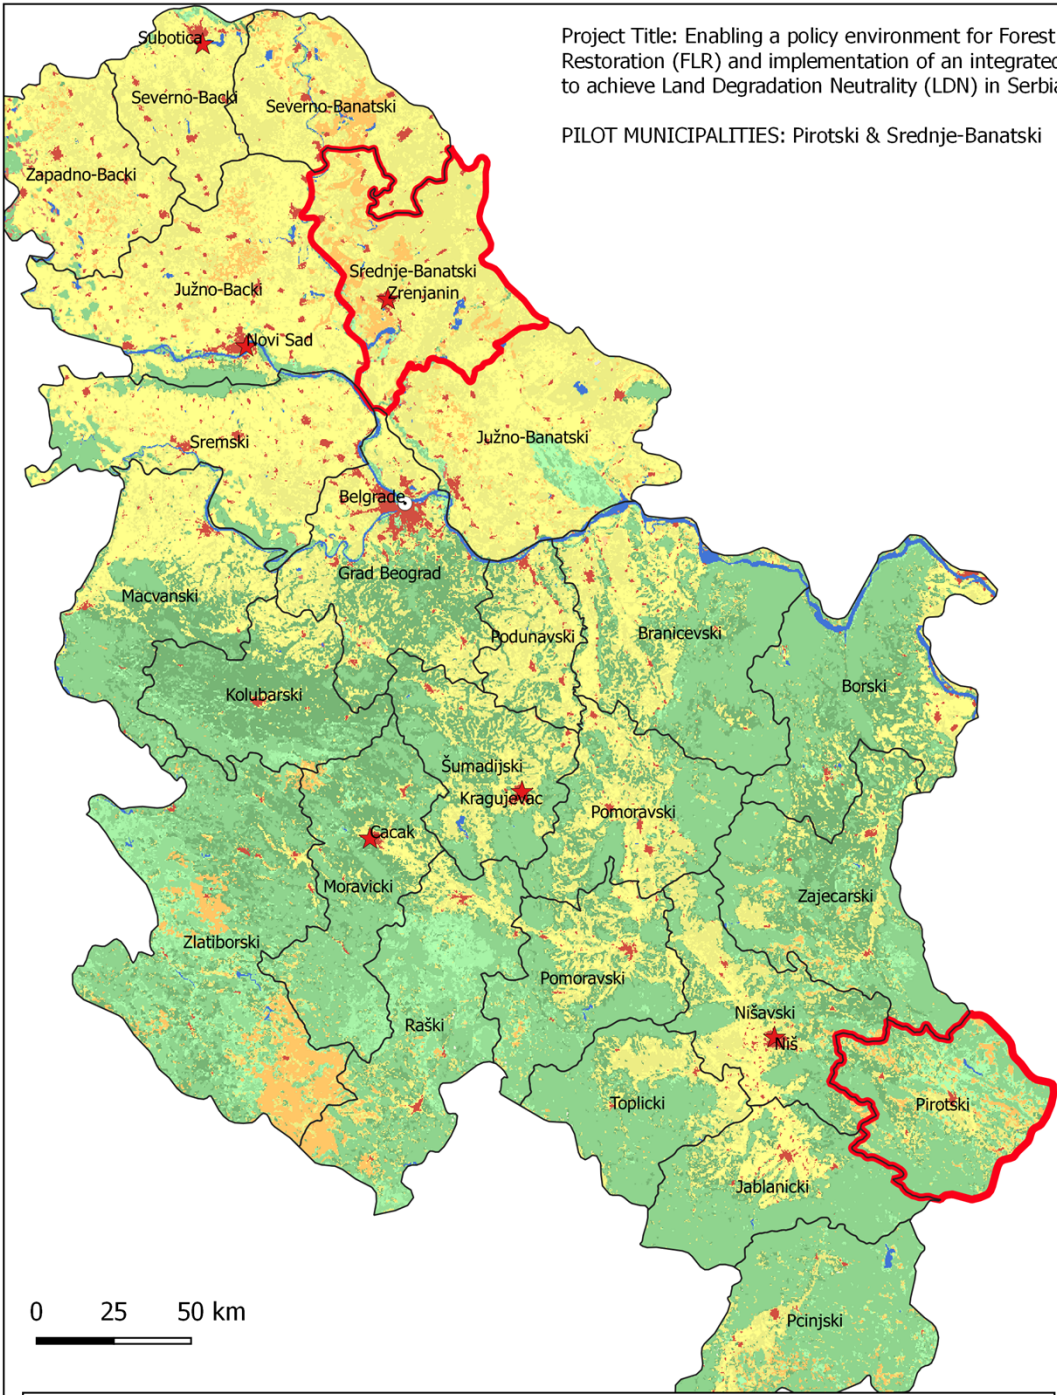 Project Title: Enabling a policy environment for Forest
Restoration (FLR) and implementation of an integrated
to achieve Land Degradation Neutrality (LDN) in Serbia
PILOT MUNICIPALITIES: Pirotski & Srednje-Banatski
Subotica
Severno-Backi
Severno-Banatski
Zapadno-Backi
Srednje-Banatski
Zrenjanin
Južno-Backi
Novi Sad
Južno-Banatski
Sremski
Belgrade
Grad Beograd
Macvanski
Podunavski
Branicevski
Kolubarski
Borski
Šumadijski
Kragujevac
Pomoravski
Cacak
Moravicki
Zajecarski
Zlatiborski
Pomoravski
Raški
Nišavski
Niš
Toplicki
Pirotski
Jablanicki
Pcinjski
0 25 50 km